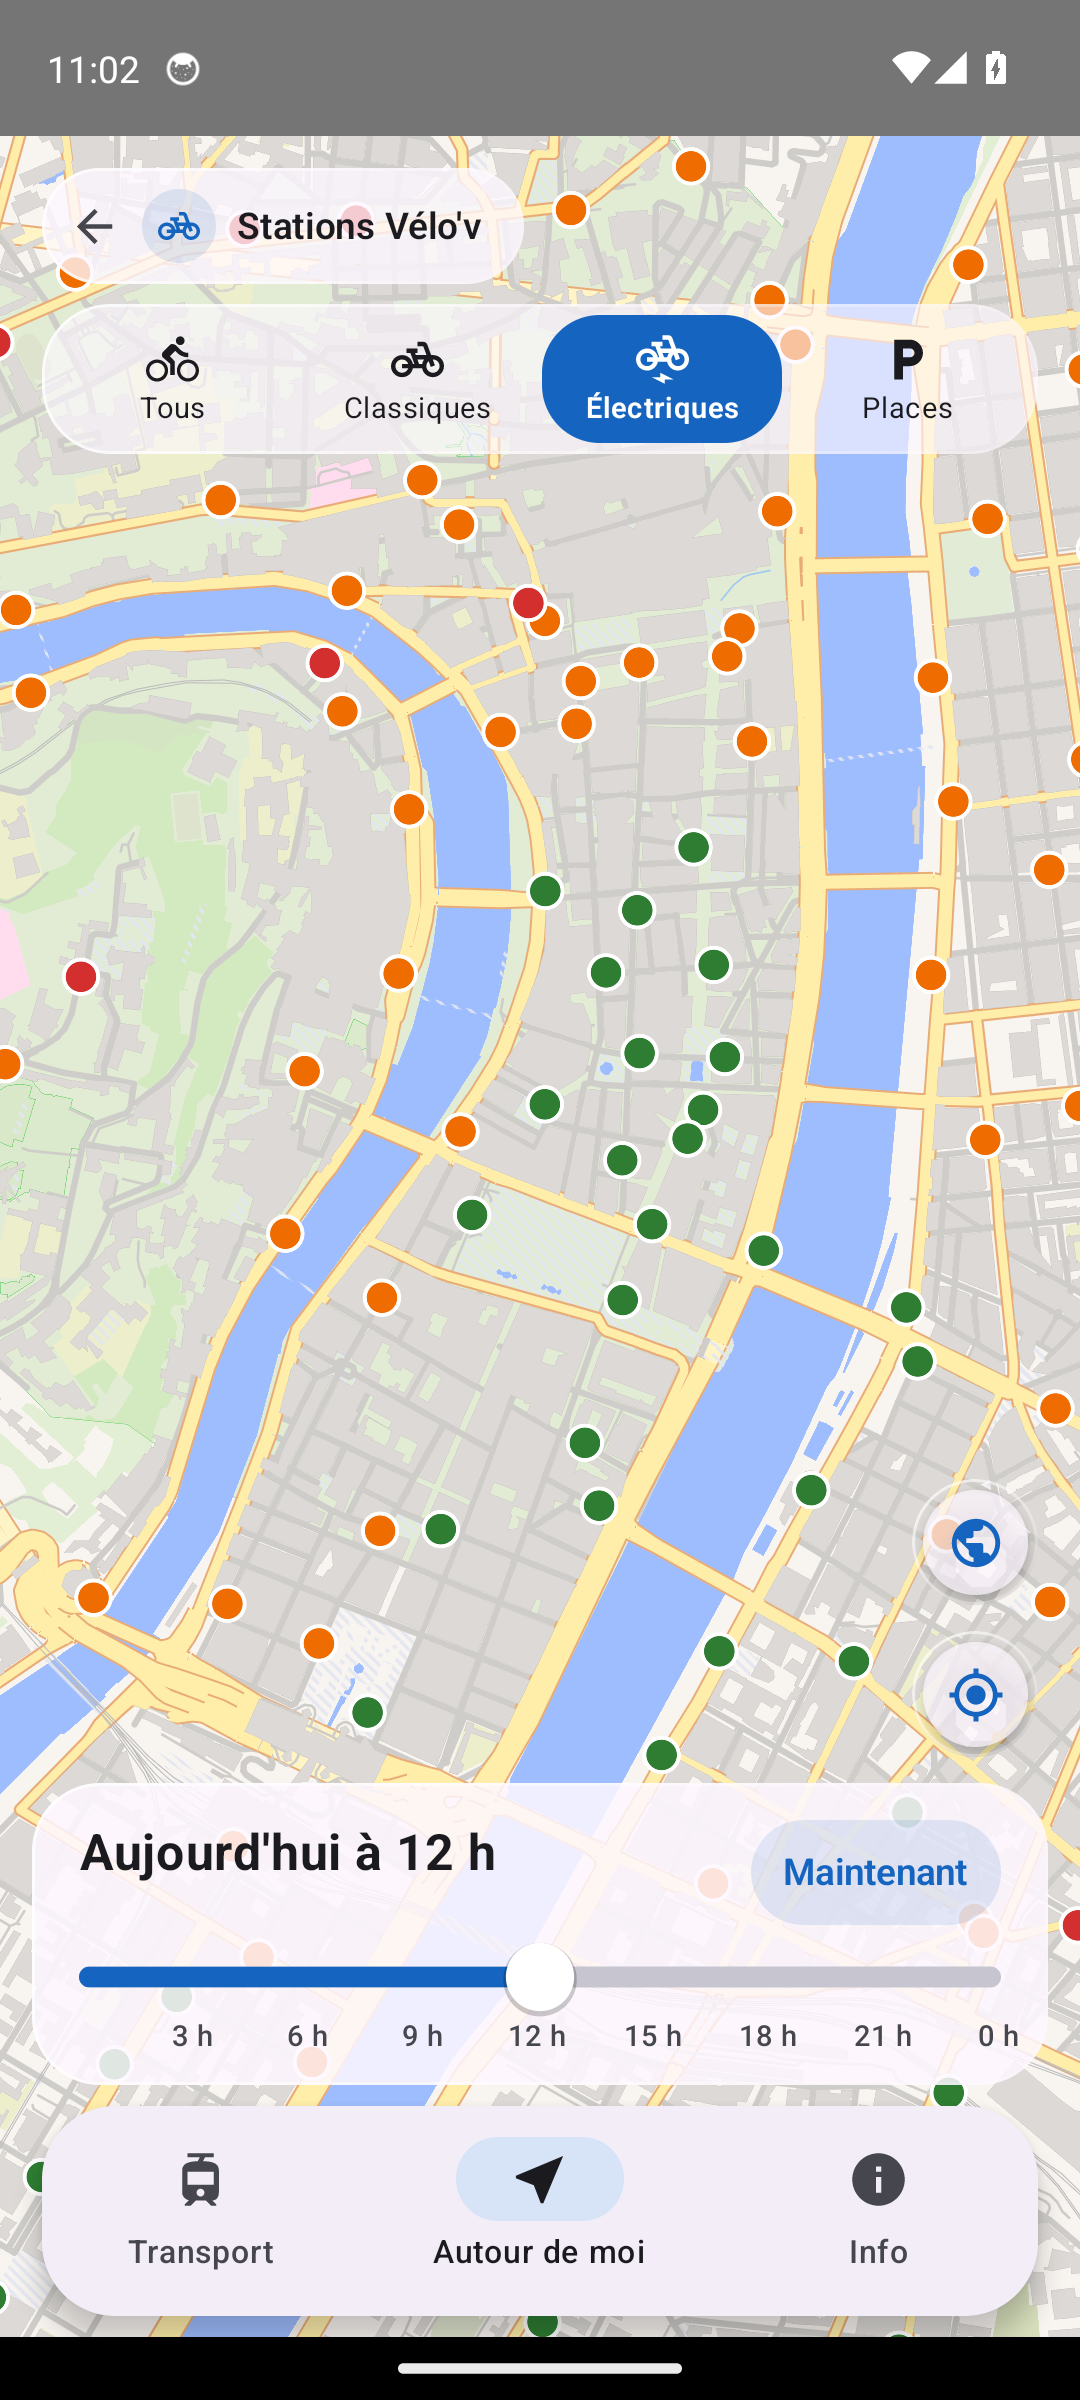 11:02
Stations Vélo'v
Tous
Classiques
Électriques
P
Places
Aujourd'hui à 12 h
Maintenant
3 h
6 h
9 h
12 h
15 h
18 h
21 h
0 h
Transport
Autour de moi
Info